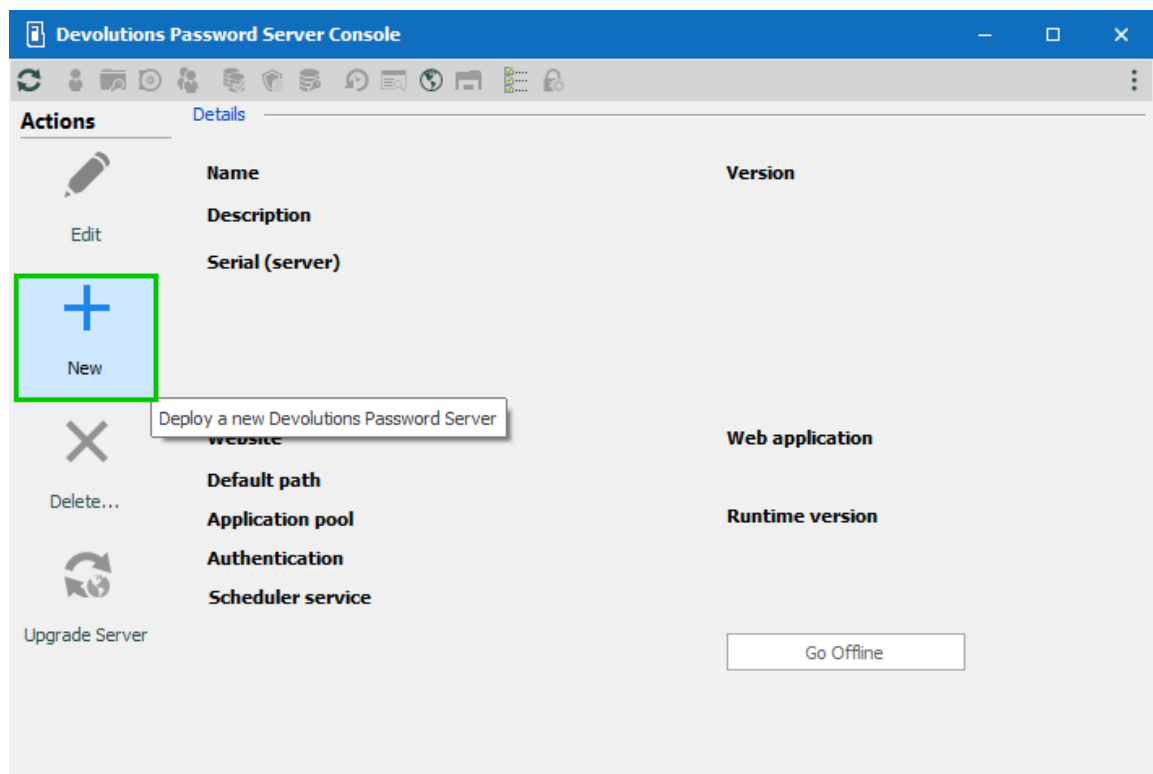 Devolutions Password Server Console
Actions
Details
Edit
New
Delete...
Upgrade Server
Name
Version
Description
Serial (server)
Deploy a new Devolutions Password Server
Website
Web application
Default path
Application pool
Runtime version
Authentication
Scheduler service
Go Offline